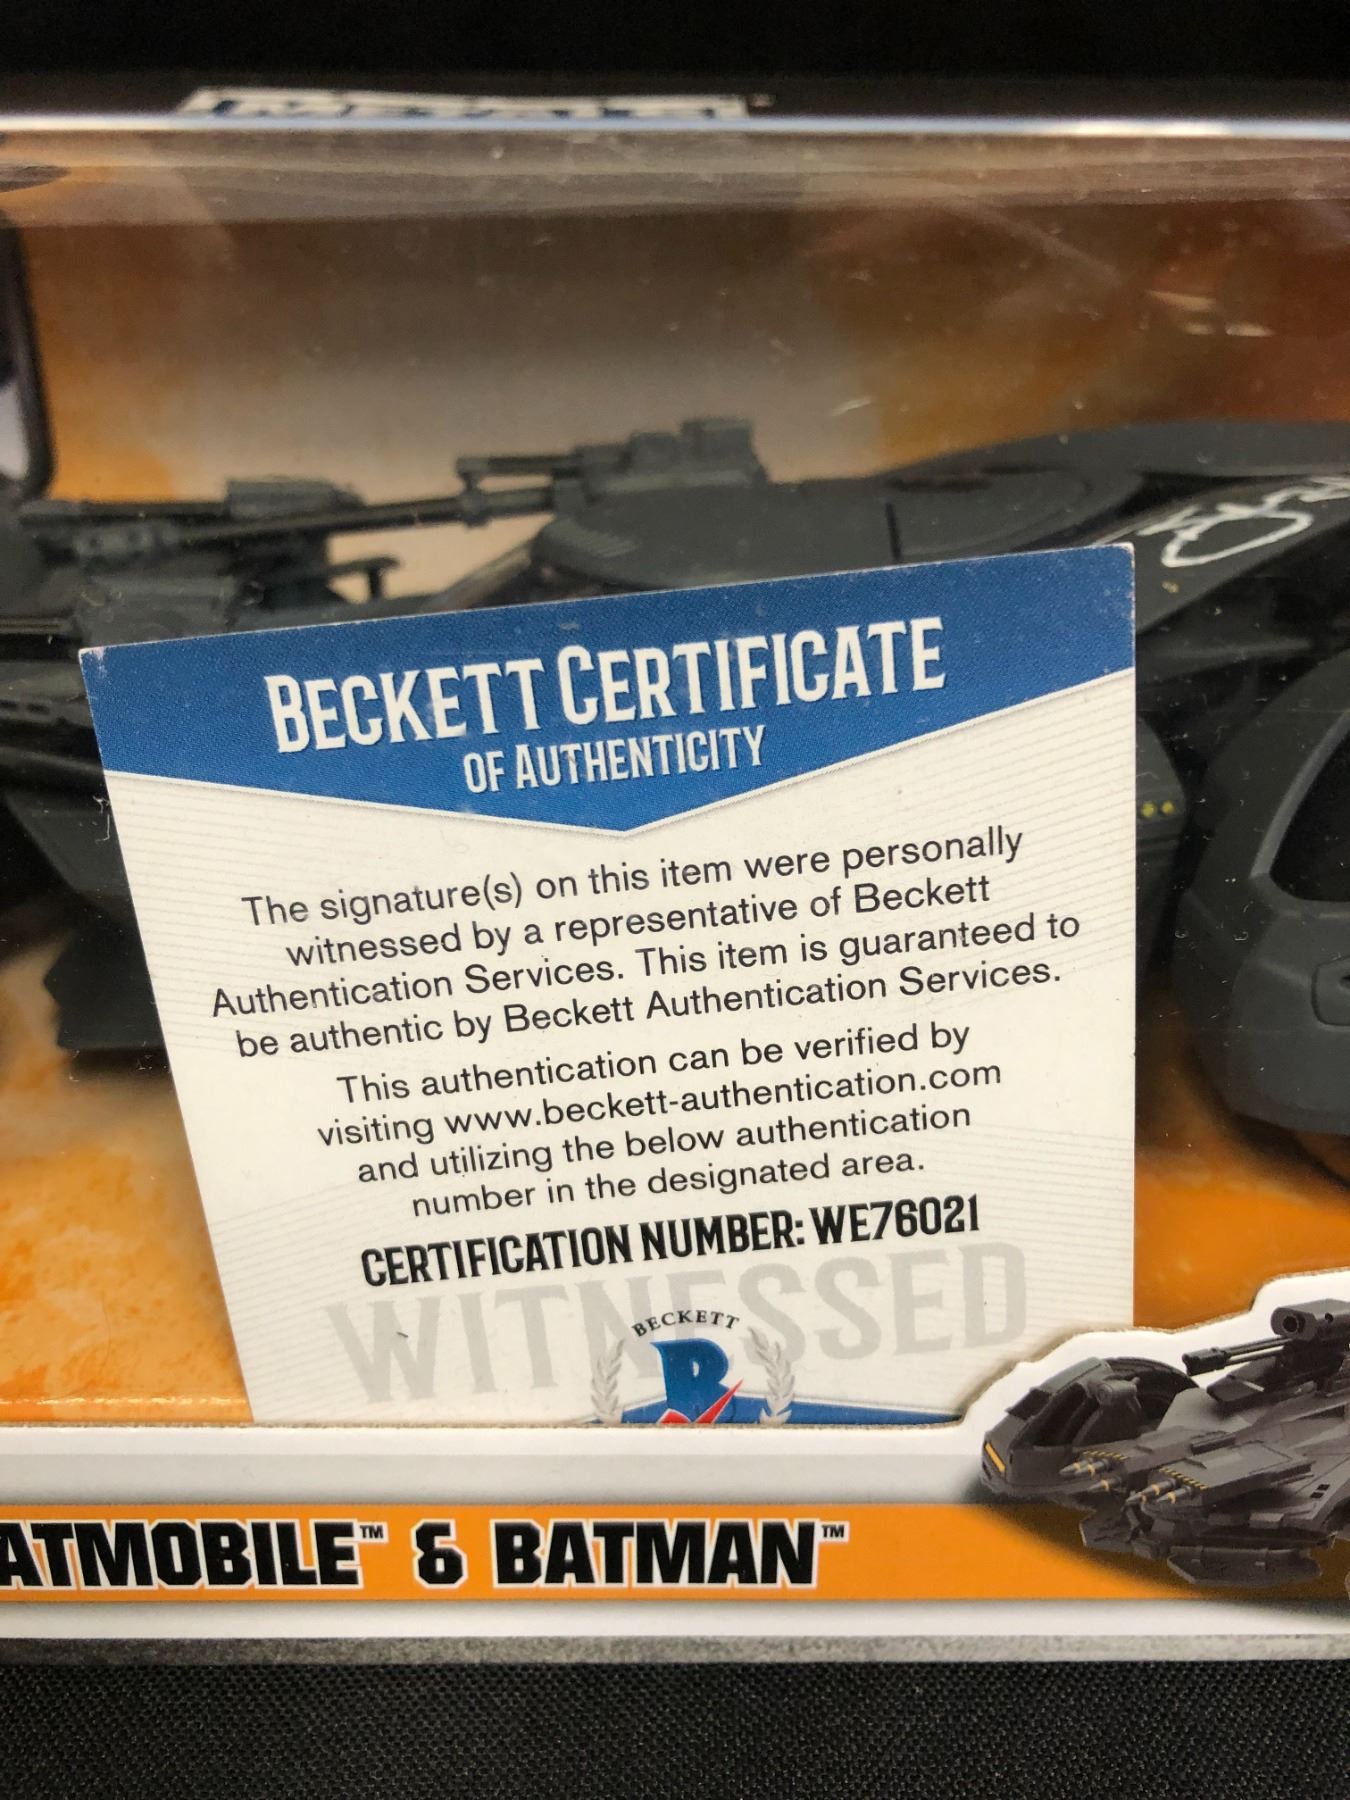 BECKETT CERTIFICATE
OF AUTHENTICITY
The signature(s) on this item were personally
witnessed by a representative of Beckett
Authentication Services. This item is guaranteed to
be authentic by Beckett Authentication Services.
This authentication can be verified by
visiting www.beckett-authentication.com
and utilizing the below authentication
number in the designated area.
CERTIFICATION NUMBER: WE76021
WITNESSED
BECKETT
B
ATMOBILE™ & BATMAN™